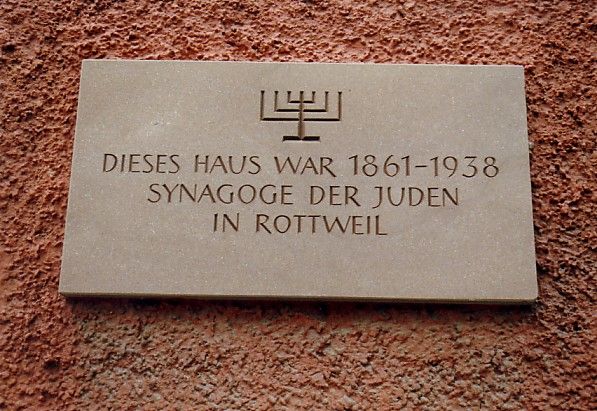 DIESES HAUS WAR 1861-1938
SYNAGOGE DER JUDEN
IN ROTTWEIL